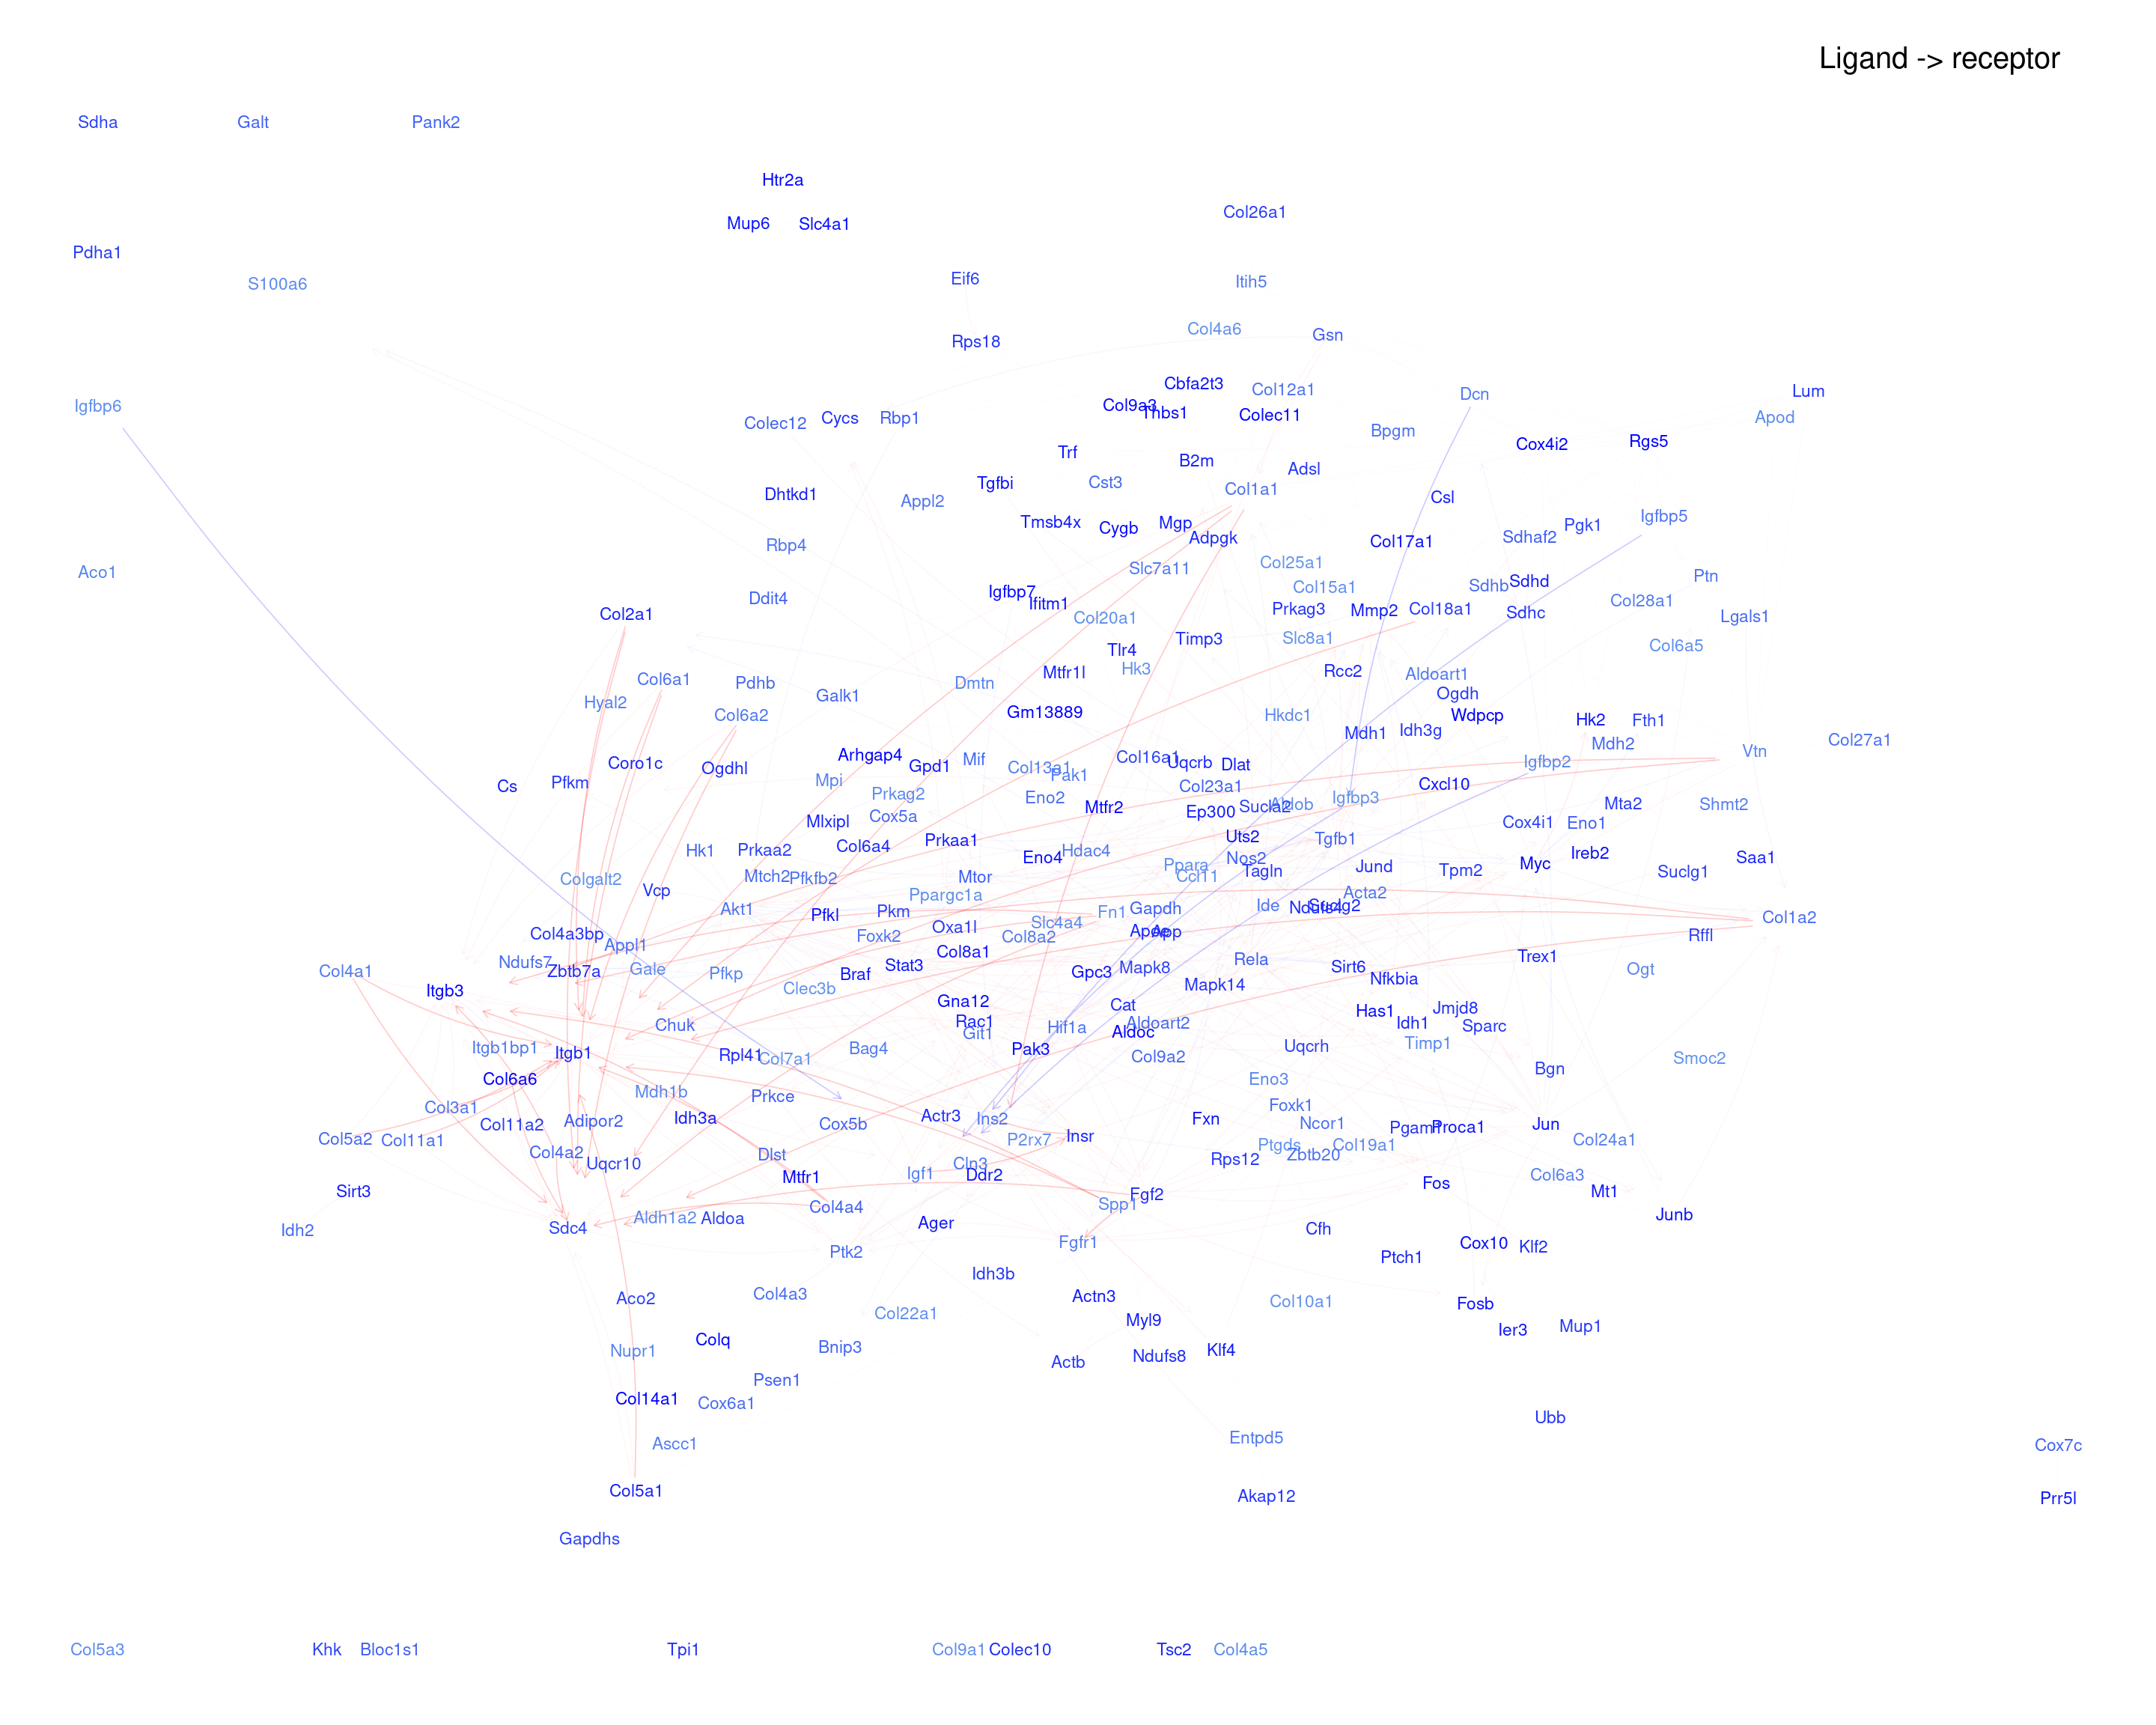 Ligand -> receptor
Sdha Galt Pank2
Htr2a
Col26a1
Mup6 Slc4a1
Pdha1
Eif6
Itih5
S100a6
Col4a6
Gsn
Rps18
Cbfa2t3
Col12a1
Lum
Dcn
Igfbp6
Col9a3
Thbs1
Colec11
Apod
Colec12 Cycs Rbp1
Bpgm
Cox4i2
Rgs5
Trf
B2m
Adsl
Tgfbi
Cst3
Col1a1
Dhtkd1
Appl2
Csl
Igfbp5
Tmsb4x
Cygb
Mgp
Pgk1
Adpgk
Sdhaf2
Col17a1
Rbp4
Col25a1
Slc7a11
Aco1
Ptn
Sdhd
Sdhb
Col15a1
Igfbp7
Ddit4
Ifitm1
Col28a1
Prkag3
Mmp2
Col18a1
Sdhc
Col2a1
Lgals1
Col20a1
Timp3
Slc8a1
Col6a5
Tlr4
Hk3
Rcc2
Mtfr1l
Aldoart1
Col6a1
Pdhb
Dmtn
Galk1
Ogdh
Hyal2
Gm13889
Col6a2
Hkdc1
Wdpcp
Hk2
Fth1
Mdh1
Idh3g
Col27a1
Mdh2
Vtn
Arhgap4
Col16a1
Mif
Igfbp2
Uqcrb
Dlat
Coro1c
Ogdhl
Gpd1
Col13a1
Pak1
Pfkm
Mpi
Cs
Col23a1
Cxcl10
Prkag2
Eno2
Igfbp3
Mtfr2
Sucla2
Aldob
Mta2
Shmt2
Ep300
Cox5a
Mlxipl
Cox4i1
Eno1
Uts2
Tgfb1
Prkaa1
Col6a4
Hk1
Prkaa2
Hdac4
Eno4
Ireb2
Saa1
Nos2
Myc
Ppara
Jund
Tpm2
Tagln
Suclg1
Ccl11
Mtch2
Pfkfb2
Mtor
Colgalt2
Vcp
Ppargc1a
Acta2
Akt1
Ide
Ndufs4
Suclg2
Gapdh
Fn1
Pkm
Pfkl
Col1a2
Slc4a4
Oxa1l
Apoe
App
Col4a3bp
Foxk2
Col8a2
Rffl
Appl1
Col8a1
Trex1
Rela
Ndufs7
Stat3
Sirt6
Mapk8
Gale
Ogt
Col4a1
Zbtb7a
Pfkp
Braf
Gpc3
Nfkbia
Mapk14
Clec3b
Itgb3
Gna12
Cat
Jmjd8
Has1
Rac1
Aldoart2
Idh1
Chuk
Hif1a
Sparc
Git1
Aldoc
Timp1
Itgb1bp1
Bag4
Pak3
Uqcrh
Itgb1
Rpl41
Col7a1
Col9a2
Smoc2
Bgn
Col6a6
Eno3
Mdh1b
Prkce
Foxk1
Col3a1
Actr3
Idh3a
Ins2
Fxn
Adipor2
Ncor1
Col11a2
Cox5b
Jun
Pgam1
Proca1
Insr
Col5a2 Col11a1
P2rx7
Col24a1
Ptgds
Col19a1
Col4a2
Dlst
Zbtb20
Rps12
Uqcr10
Cln3
Igf1
Ddr2
Col6a3
Mtfr1
Fos
Sirt3
Mt1
Fgf2
Spp1
Col4a4
Junb
Aldh1a2 Aldoa
Ager
Idh2
Sdc4
Cfh
Fgfr1
Cox10
Klf2
Ptk2
Ptch1
Idh3b
Col4a3
Actn3
Aco2
Col10a1
Fosb
Col22a1
Myl9
Mup1
Ier3
Colq
Bnip3
Nupr1
Klf4
Ndufs8
Actb
Psen1
Col14a1
Cox6a1
Ubb
Entpd5
Ascc1
Cox7c
Col5a1
Akap12
Prr5l
Gapdhs
Col5a3
Khk Bloc1s1
Tpi1
Col9a1 Colec10
Tsc2 Col4a5